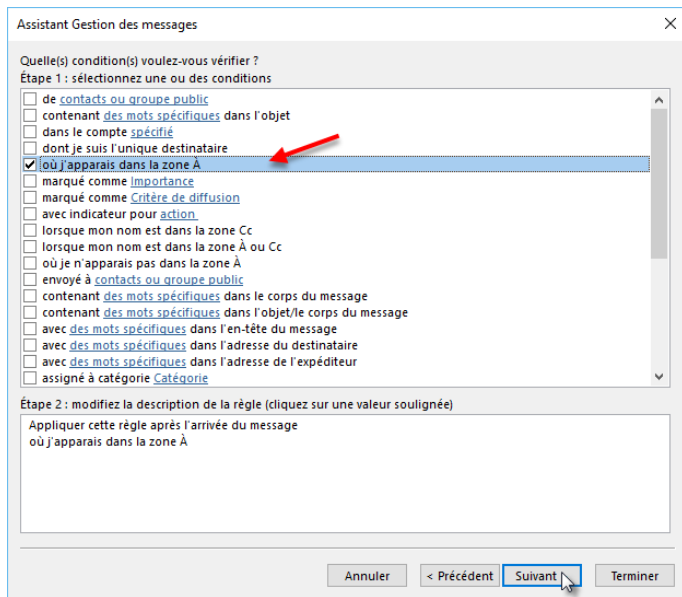 Assistant Gestion des messages
Quelle(s) condition(s) voulez-vous vérifier ?
Étape 1 : sélectionnez une ou des conditions
de contacts ou groupe public
contenant des mots spécifiques dans l'objet
dans le compte spécifié
dont je suis l'unique destinataire
où j'apparais dans la zone À
marqué comme Importance
marqué comme Critère de diffusion
avec indicateur pour action
lorsque mon nom est dans la zone Cc
lorsque mon nom est dans la zone À ou Cc
où je n'apparais pas dans la zone À
envoyé à contacts ou groupe public
contenant des mots spécifiques dans le corps du message
contenant des mots spécifiques dans l'objet/le corps du message
avec des mots spécifiques dans l'en-tête du message
avec des mots spécifiques dans l'adresse du destinataire
avec des mots spécifiques dans l'adresse de l'expéditeur
assigné à catégorie Catégorie
Étape 2 : modifiez la description de la règle (cliquez sur une valeur soulignée)
Appliquer cette règle après l'arrivée du message
où j'apparais dans la zone À
Annuler < Précédent Suivant Terminer